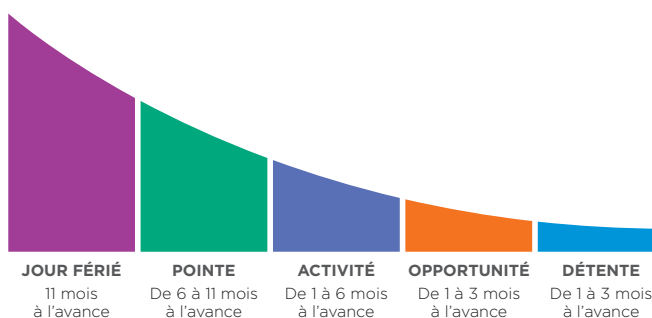 JOUR FÉRIÉ
11 mois
à l’avance
POINTE
De 6 à 11 mois
à l’avance
ACTIVITÉ
De 1 à 6 mois
à l’avance
OPPORTUNITÉ
De 1 à 3 mois
à l’avance
DÉTENTE
De 1 à 3 mois
à l’avance